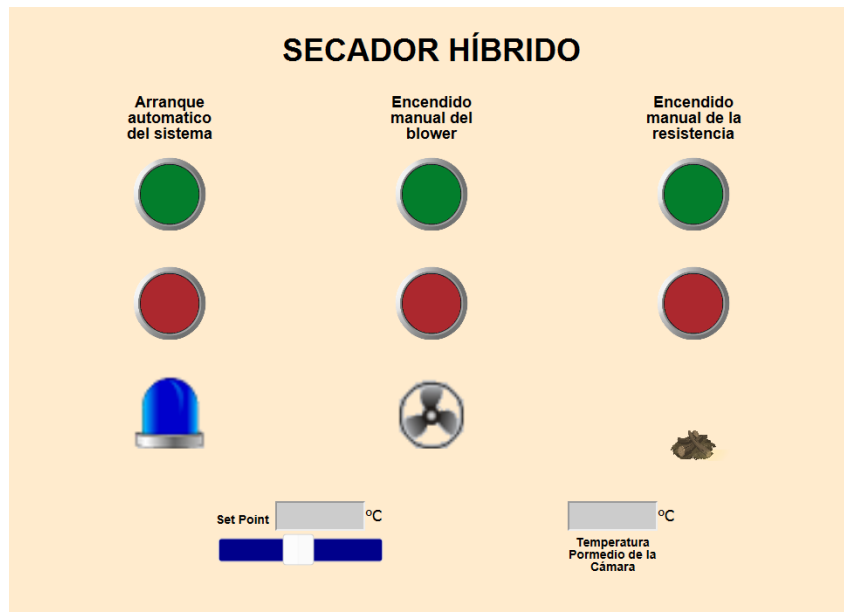 SECADOR HÍBRIDO
Arranque
automatico
del sistema
Encendido
manual del
blower
Encendido
manual de la
resistencia
Set Point
ºC
ºC
Temperatura
Pormedio de la
Cámara